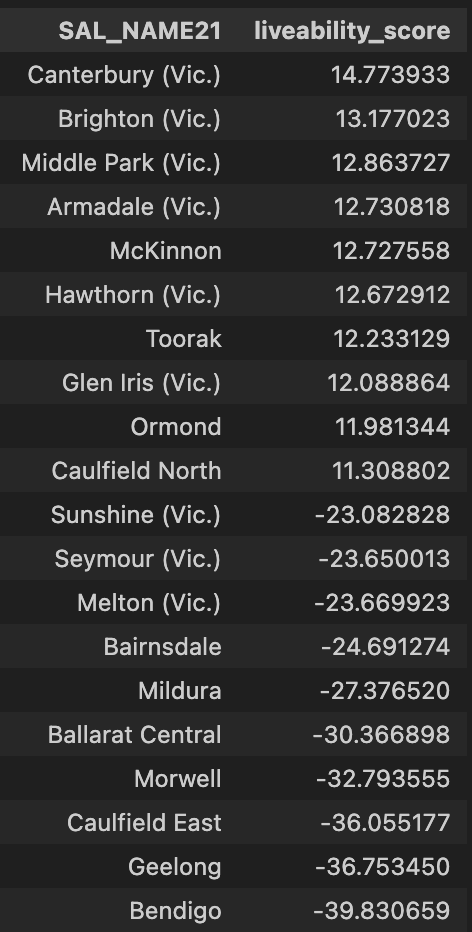 SAL_NAME21 liveability_score
Canterbury (Vic.) 14.773933
Brighton (Vic.) 13.177023
Middle Park (Vic.) 12.863727
Armadale (Vic.) 12.730818
McKinnon 12.727558
Hawthorn (Vic.) 12.672912
Toorak 12.233129
Glen Iris (Vic.) 12.088864
Ormond 11.981344
Caulfield North 11.308802
Sunshine (Vic.) -23.082828
Seymour (Vic.) -23.650013
Melton (Vic.) -23.669923
Bairnsdale -24.691274
Mildura -27.376520
Ballarat Central -30.366898
Morwell -32.793555
Caulfield East -36.055177
Geelong -36.753450
Bendigo -39.830659